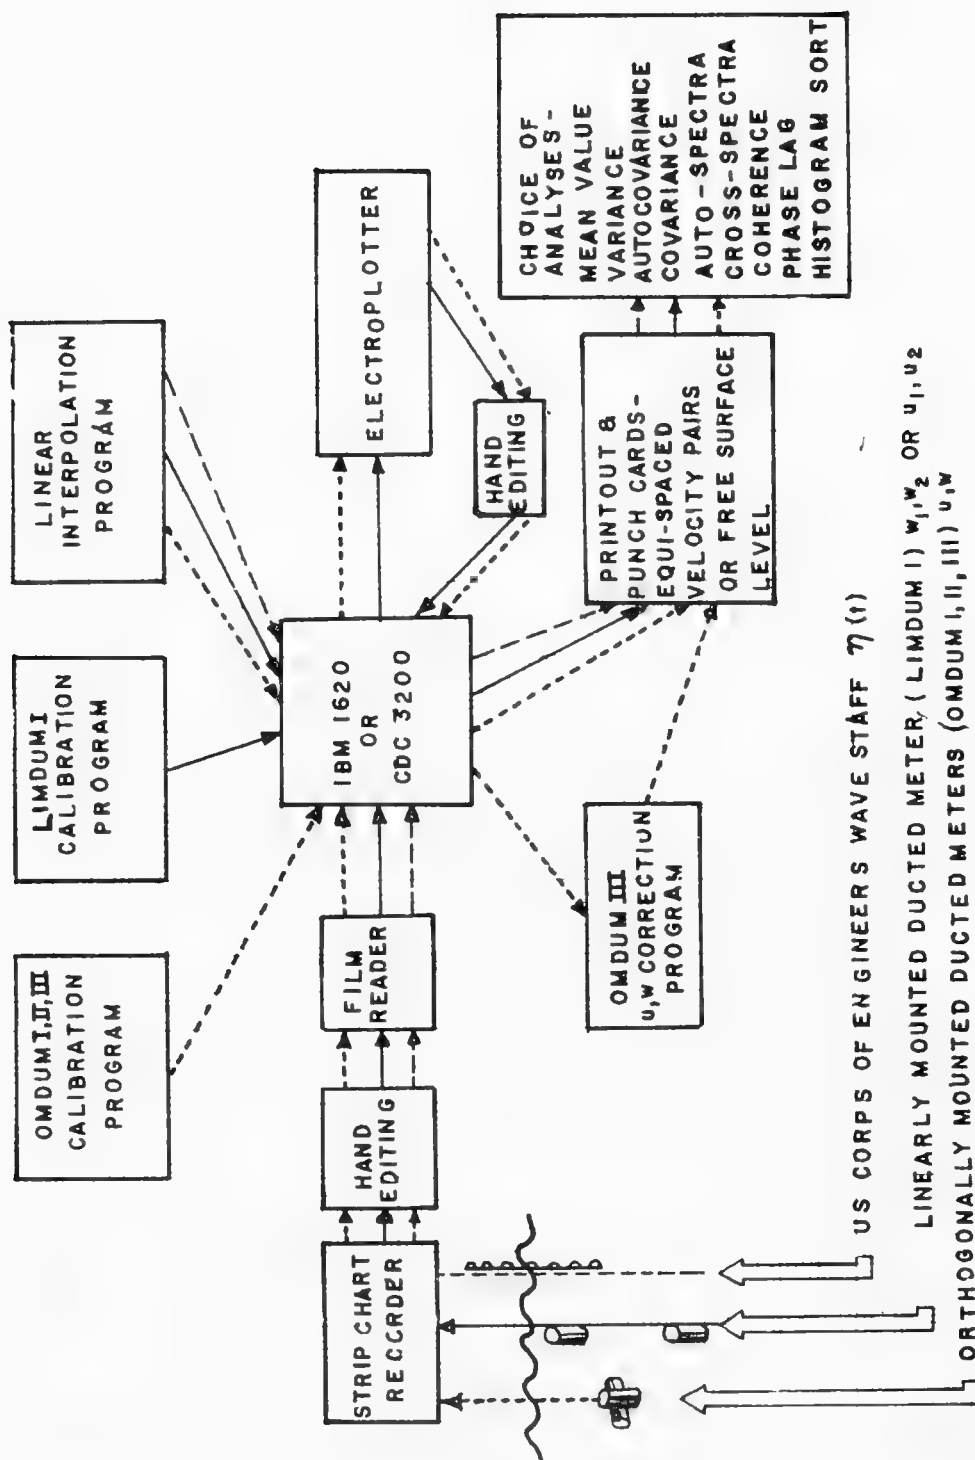 OMDUM I,II,III
CALIBRATION
PROGRAM
LIMDUM I
CALIBRATION
PROGRAM
LINEAR
INTERPOLATION
PROGRAM
STRIP CHART
RECCRDER
HAND
EDITING
FILM
READER
IBM 1620
OR
CDC 3200
ELECTROPLOTTER
HAND
EDITING
OMDUM III
u,w CORRECTION
PROGRAM
PRINTOUT &
PUNCH CARDS-
EQUI-SPACED
VELOCITY PAIRS
OR FREE SURFACE
LEVEL
CHOICE OF
ANALYSES-
MEAN VALUE
VARIANCE
AUTOCOVARIANCE
COVARIANCE
AUTO-SPECTRA
CROSS-SPECTRA
COHERENCE
PHASE LAG
HISTOGRAM SORT
US CORPS OF ENGINEERS WAVE STAFF η(t)
LINEARLY MOUNTED DUCTED METER, (LIMDUM I) w₁,w₂ OR u₁,u₂
ORTHOGONALLY MOUNTED DUCTED METERS (OMDUM I,II,III) u,w